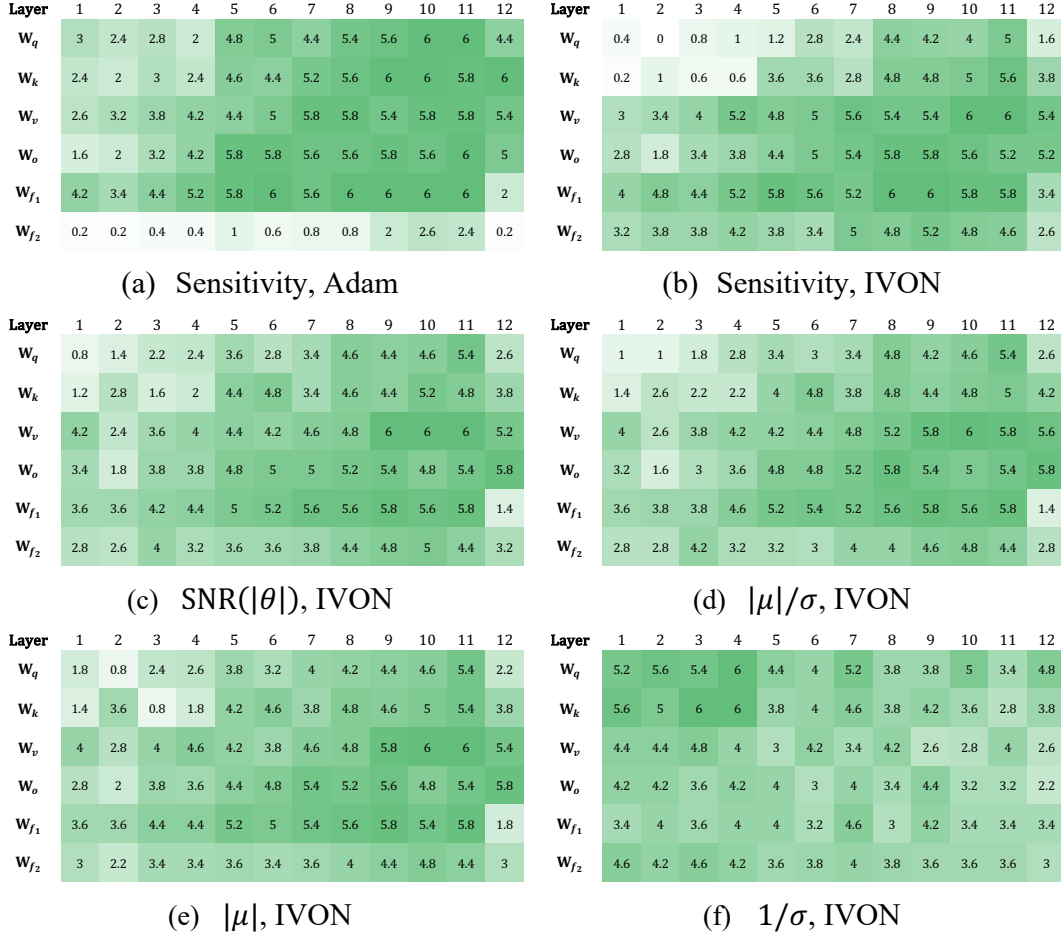 Layer 1 2 3 4 5 6 7 8 9 10 11 12
W_q 3 2.4 2.8 2 4.8 5 4.4 5.4 5.6 6 6 4.4
W_k 2.4 2 3 2.4 4.6 4.4 5.2 5.6 6 6 5.8 6
W_v 2.6 3.2 3.8 4.2 4.4 5 5.8 5.8 5.4 5.8 5.8 5.4
W_o 1.6 2 3.2 4.2 5.8 5.8 5.6 5.6 5.8 5.6 6 5
W_f1 4.2 3.4 4.4 5.2 5.8 6 5.6 6 6 6 6 2
W_f2 0.2 0.2 0.4 0.4 1 0.6 0.8 0.8 2 2.6 2.4 0.2
(a) Sensitivity, Adam
Layer 1 2 3 4 5 6 7 8 9 10 11 12
W_q 0.4 0 0.8 1 1.2 2.8 2.4 4.4 4.2 4 5 1.6
W_k 0.2 1 0.6 0.6 3.6 3.6 2.8 4.8 4.8 5 5.6 3.8
W_v 3 3.4 4 5.2 4.8 5 5.6 5.4 5.4 6 6 5.4
W_o 2.8 1.8 3.4 3.8 4.4 5 5.4 5.8 5.8 5.6 5.2 5.2
W_f1 4 4.8 4.4 5.2 5.8 5.6 5.2 6 6 5.8 5.8 3.4
W_f2 3.2 3.8 3.8 4.2 3.8 3.4 5 4.8 5.2 4.8 4.6 2.6
(b) Sensitivity, IVON
Layer 1 2 3 4 5 6 7 8 9 10 11 12
W_q 0.8 1.4 2.2 2.4 3.6 2.8 3.4 4.6 4.4 4.6 5.4 2.6
W_k 1.2 2.8 1.6 2 4.4 4.8 3.4 4.6 4.4 5.2 4.8 3.8
W_v 4.2 2.4 3.6 4 4.4 4.2 4.6 4.8 6 6 6 5.2
W_o 3.4 1.8 3.8 3.8 4.8 5 5 5.2 5.4 4.8 5.4 5.8
W_f1 3.6 3.6 4.2 4.4 5 5.2 5.6 5.6 5.8 5.6 5.8 1.4
W_f2 2.8 2.6 4 3.2 3.6 3.6 3.8 4.4 4.8 5 4.4 3.2
(c) SNR(|θ|), IVON
Layer 1 2 3 4 5 6 7 8 9 10 11 12
W_q 1 1 1.8 2.8 3.4 3 3.4 4.8 4.2 4.6 5.4 2.6
W_k 1.4 2.6 2.2 2.2 4 4.8 3.8 4.8 4.4 4.8 5 4.2
W_v 4 2.6 3.8 4.2 4.2 4.4 4.8 5.2 5.8 6 5.8 5.6
W_o 3.2 1.6 3 3.6 4.8 4.8 5.2 5.8 5.4 5 5.4 5.8
W_f1 3.6 3.8 3.8 4.6 5.2 5.4 5.2 5.6 5.8 5.6 5.8 1.4
W_f2 2.8 2.8 4.2 3.2 3.2 3 4 4 4.6 4.8 4.4 2.8
(d) |μ|/σ, IVON
Layer 1 2 3 4 5 6 7 8 9 10 11 12
W_q 1.8 0.8 2.4 2.6 3.8 3.2 4 4.2 4.4 4.6 5.4 2.2
W_k 1.4 3.6 0.8 1.8 4.2 4.6 3.8 4.8 4.6 5 5.4 3.8
W_v 4 2.8 4 4.6 4.2 3.8 4.6 4.8 5.8 6 6 5.4
W_o 2.8 2 3.8 3.6 4.4 4.8 5.4 5.2 5.6 4.8 5.4 5.8
W_f1 3.6 3.6 4.4 4.4 5.2 5 5.4 5.6 5.8 5.4 5.8 1.8
W_f2 3 2.2 3.4 3.4 3.6 3.4 3.6 4 4.4 4.8 4.4 3
(e) |μ|, IVON
Layer 1 2 3 4 5 6 7 8 9 10 11 12
W_q 5.2 5.6 5.4 6 4.4 4 5.2 3.8 3.8 5 3.4 4.8
W_k 5.6 5 6 6 3.8 4 4.6 3.8 4.2 3.6 2.8 3.8
W_v 4.4 4.4 4.8 4 3 4.2 3.4 4.2 2.6 2.8 4 2.6
W_o 4.2 4.2 3.6 4.2 4 3 4 3.4 4.4 3.2 3.2 2.2
W_f1 3.4 4 3.6 4 4 3.2 4.6 3 4.2 3.4 3.4 3.4
W_f2 4.6 4.2 4.6 4.2 3.6 3.8 4 3.8 3.6 3.6 3.6 3
(f) 1/σ, IVON